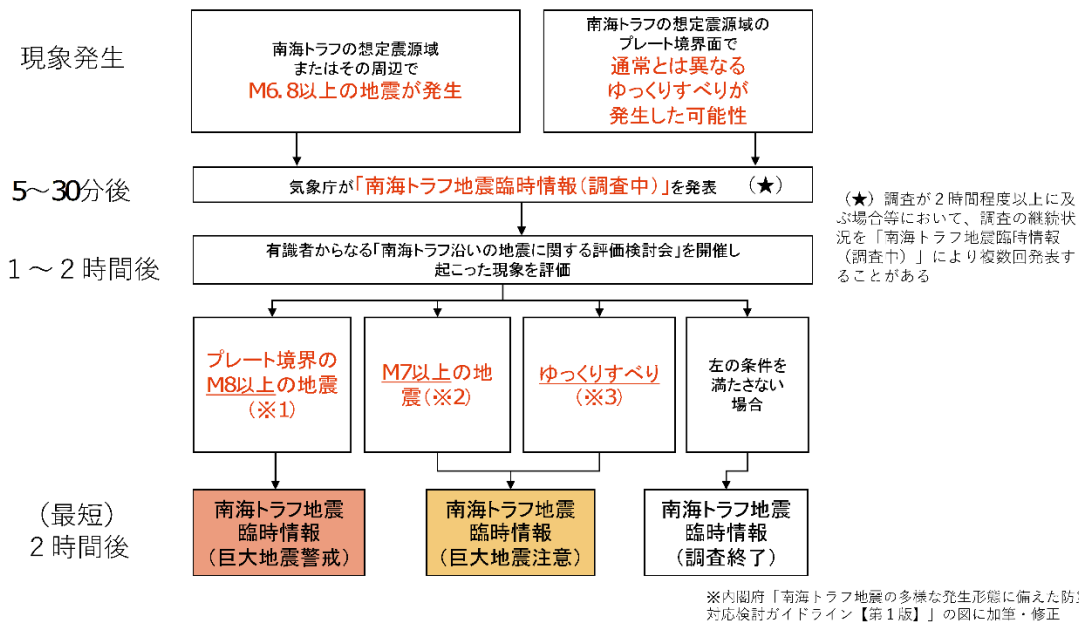 現象発生
南海トラフの想定震源域
またはその周辺で
M6.8以上の地震が発生
南海トラフの想定震源域の
プレート境界面で
通常とは異なる
ゆっくりすべりが
発生した可能性
5～30分後
気象庁が「南海トラフ地震臨時情報(調査中)」を発表 (★)
(★)調査が2時間程度以上に及
ぶ場合等において、調査の継続状
況を「南海トラフ地震臨時情報
(調査中)」により複数回発表す
ることがある
1～2時間後
有識者からなる「南海トラフ沿いの地震に関する評価検討会」を開催し
起こった現象を評価
プレート境界の
M8以上の地震
(※1)
M7以上の地
震(※2)
ゆっくりすべり
(※3)
左の条件を
満たさない
場合
(最短)
2時間後
南海トラフ地震
臨時情報
(巨大地震警戒)
南海トラフ地震
臨時情報
(巨大地震注意)
南海トラフ地震
臨時情報
(調査終了)
※内閣府「南海トラフ地震の多様な発生形態に備えた防災
対応検討ガイドライン【第1版】」の図に加筆・修正